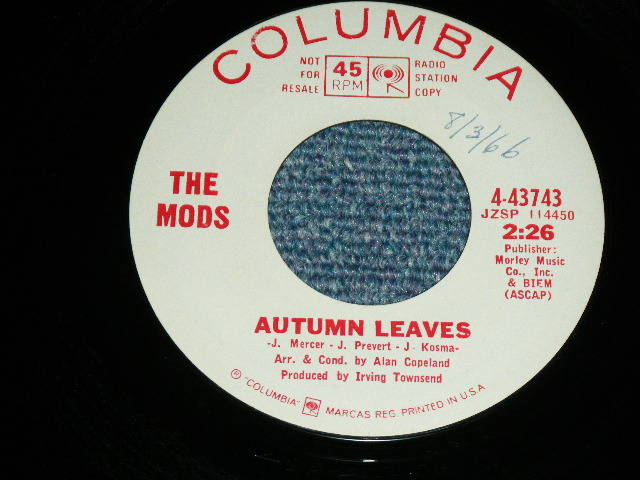 COLUMBIA
NOT FOR RESALE
45 RPM
RADIO STATION COPY
8/3/66
THE MODS
4-43743
JZSP 114450
2:26
Publisher:
Morley Music
Co., Inc.
& BIEM
(ASCAP)
AUTUMN LEAVES
-J. Mercer - J. Prevert - J. Kosma-
Arr. & Cond. by Alan Copeland
Produced by Irving Townsend
℗ "COLUMBIA" MARCAS REG. PRINTED IN U.S.A.